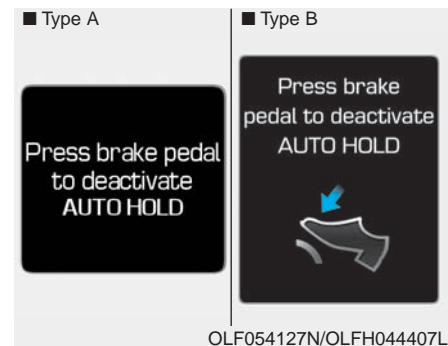 ■ Type A
■ Type B
Press brake pedal
to deactivate
AUTO HOLD
Press brake
pedal to deactivate
AUTO HOLD
OLF054127N/OLFH044407L